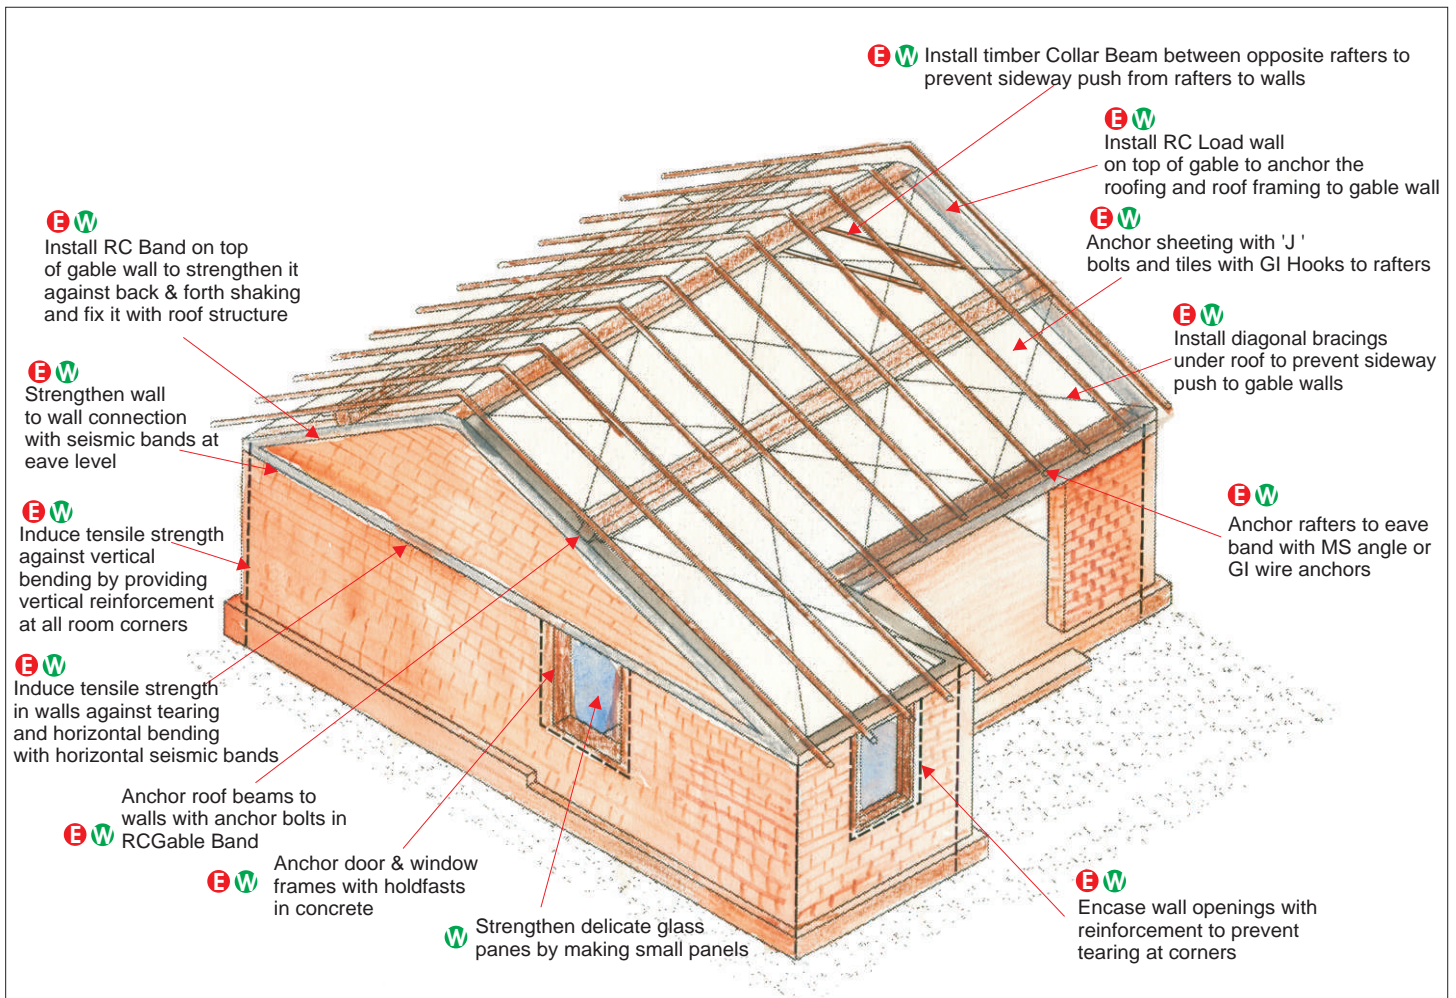 E W Install timber Collar Beam between opposite rafters to
prevent sideway push from rafters to walls
E W
Install RC Load wall
on top of gable to anchor the
roofing and roof framing to gable wall
E W
Anchor sheeting with 'J '
bolts and tiles with GI Hooks to rafters
E W
Install diagonal bracings
under roof to prevent sideway
push to gable walls
E W
Anchor rafters to eave
band with MS angle or
GI wire anchors
E W
Install RC Band on top
of gable wall to strengthen it
against back & forth shaking
and fix it with roof structure
E W
Strengthen wall
to wall connection
with seismic bands at
eave level
E W
Induce tensile strength
against vertical
bending by providing
vertical reinforcement
at all room corners
E W
Induce tensile strength
in walls against tearing
and horizontal bending
with horizontal seismic bands
Anchor roof beams to
walls with anchor bolts in
E W RCGable Band
Anchor door & window
E W frames with holdfasts
in concrete
W Strengthen delicate glass
panes by making small panels
E W
Encase wall openings with
reinforcement to prevent
tearing at corners